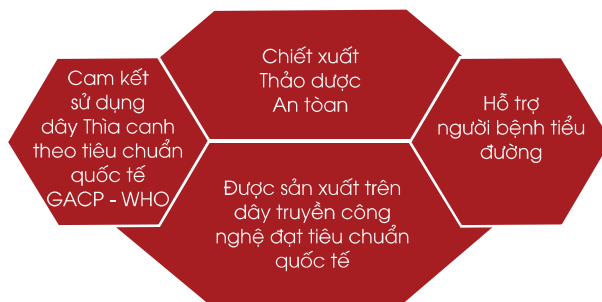 Cam kết
sử dụng
dây Thìa canh
theo tiêu chuẩn
quốc tế
GACP - WHO
Chiết xuất
Thảo dược
An tòan
Hỗ trợ
người bệnh tiểu
đường
Được sản xuất trên
dây truyền công
nghệ đạt tiêu chuẩn
quốc tế